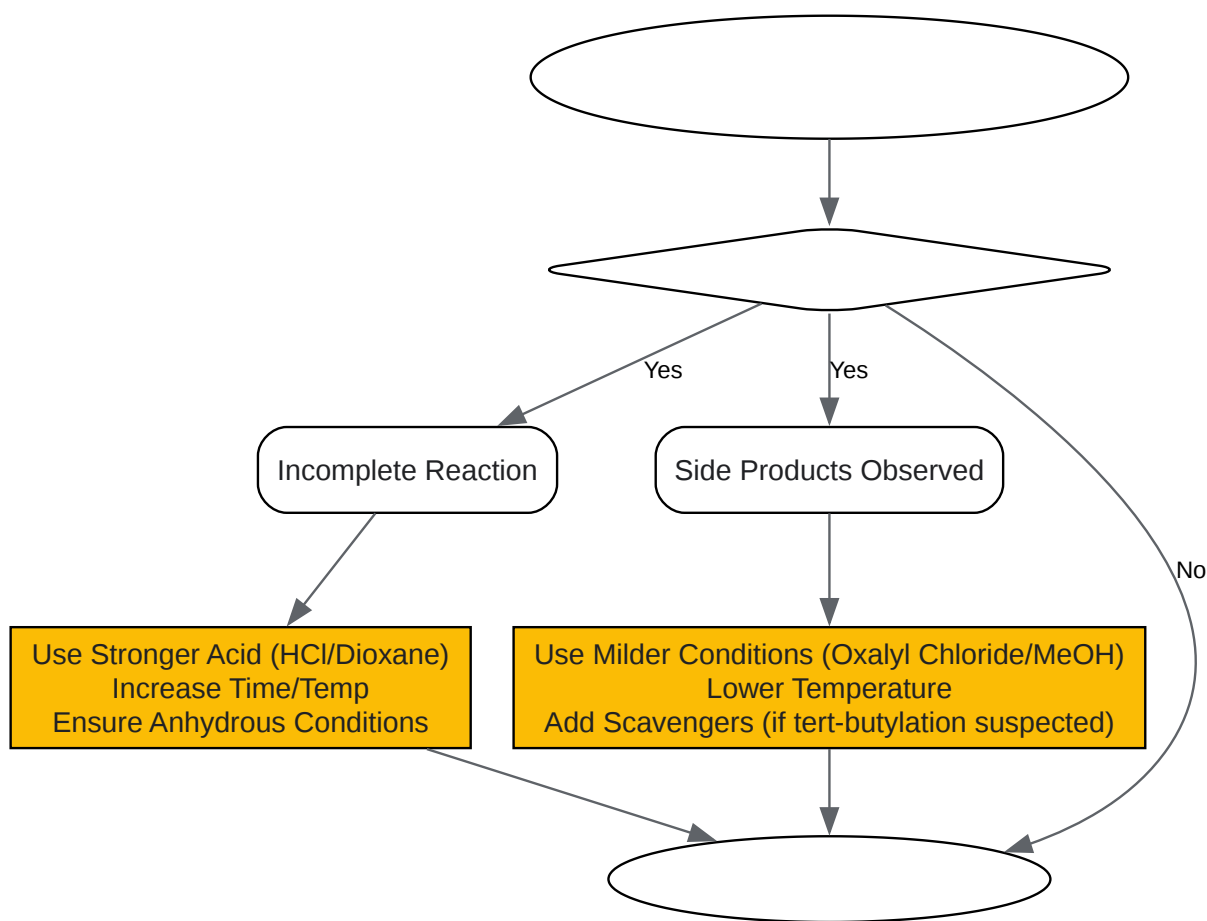 Yes
Yes
Incomplete Reaction
Side Products Observed
No
Use Stronger Acid (HCl/Dioxane)
Increase Time/Temp
Ensure Anhydrous Conditions
Use Milder Conditions (Oxalyl Chloride/MeOH)
Lower Temperature
Add Scavengers (if tert-butylation suspected)